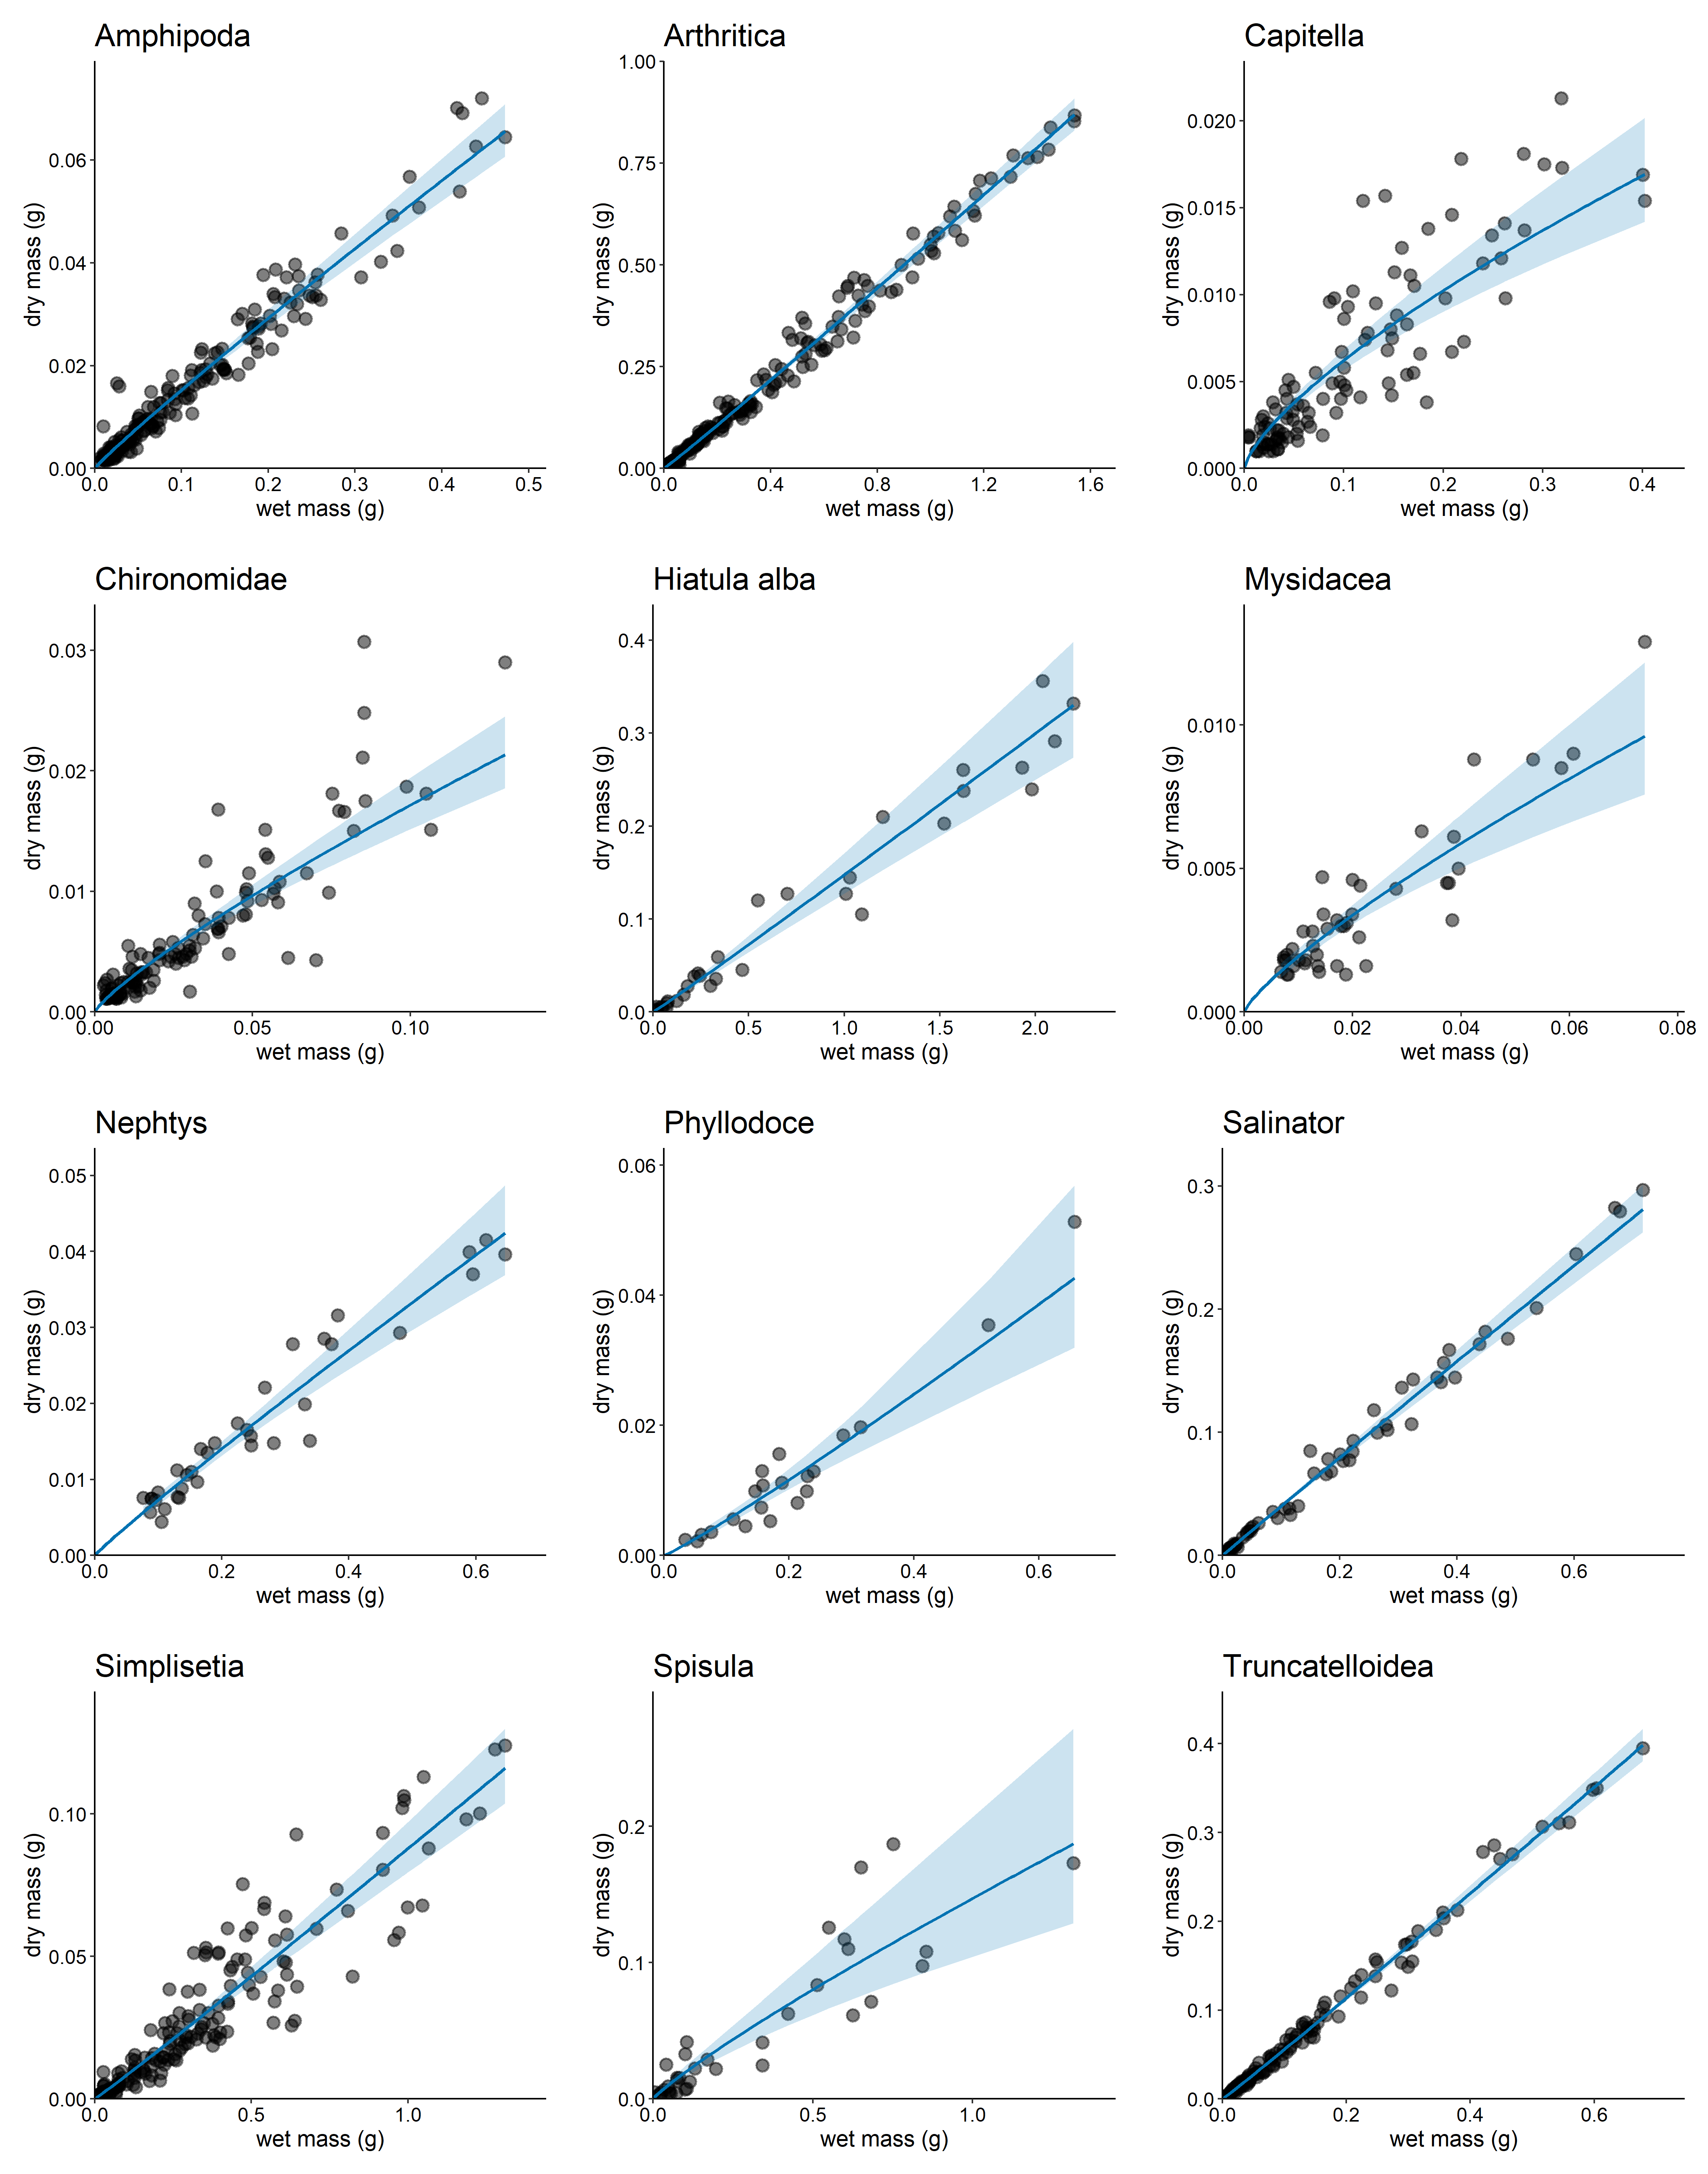 Amphipoda
dry mass (g)
0.06
0.04
0.02
0.00
0.0 0.1 0.2 0.3 0.4 0.5
wet mass (g)
Arthritica
dry mass (g)
1.00
0.75
0.50
0.25
0.00
0.0 0.4 0.8 1.2 1.6
wet mass (g)
Capitella
dry mass (g)
0.020
0.015
0.010
0.005
0.000
0.0 0.1 0.2 0.3 0.4
wet mass (g)
Chironomidae
dry mass (g)
0.03
0.02
0.01
0.00
0.00 0.05 0.10
wet mass (g)
Hiatula alba
dry mass (g)
0.4
0.3
0.2
0.1
0.0
0.0 0.5 1.0 1.5 2.0
wet mass (g)
Mysidacea
dry mass (g)
0.010
0.005
0.000
0.00 0.02 0.04 0.06 0.08
wet mass (g)
Nephtys
dry mass (g)
0.05
0.04
0.03
0.02
0.01
0.00
0.0 0.2 0.4 0.6
wet mass (g)
Phyllodoce
dry mass (g)
0.06
0.04
0.02
0.00
0.0 0.2 0.4 0.6
wet mass (g)
Salinator
dry mass (g)
0.3
0.2
0.1
0.0
0.0 0.2 0.4 0.6
wet mass (g)
Simplisetia
dry mass (g)
0.10
0.05
0.00
0.0 0.5 1.0
wet mass (g)
Spisula
dry mass (g)
0.2
0.1
0.0
0.0 0.5 1.0
wet mass (g)
Truncatelloidea
dry mass (g)
0.4
0.3
0.2
0.1
0.0
0.0 0.2 0.4 0.6
wet mass (g)